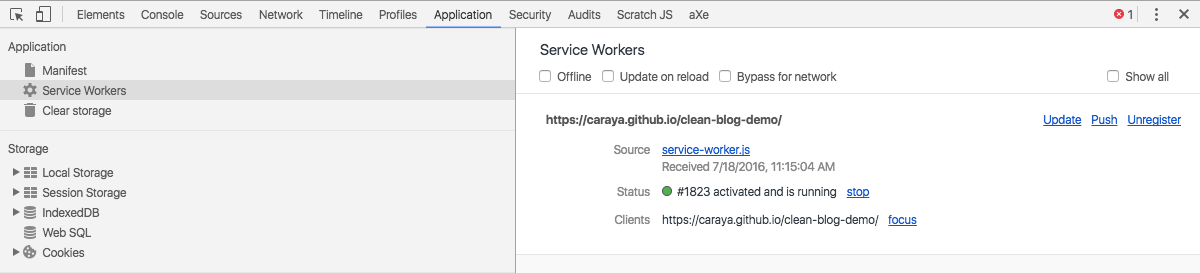 Elements Console Sources Network Timeline Profiles Application Security Audits Scratch JS aXe 1
Application
Manifest
Service Workers
Clear storage
Storage
Local Storage
Session Storage
IndexedDB
Web SQL
Cookies
Service Workers
Offline Update on reload Bypass for network Show all
https://caraya.github.io/clean-blog-demo/ Update Push Unregister
Source service-worker.js
Received 7/18/2016, 11:15:04 AM
Status #1823 activated and is running stop
Clients https://caraya.github.io/clean-blog-demo/ focus